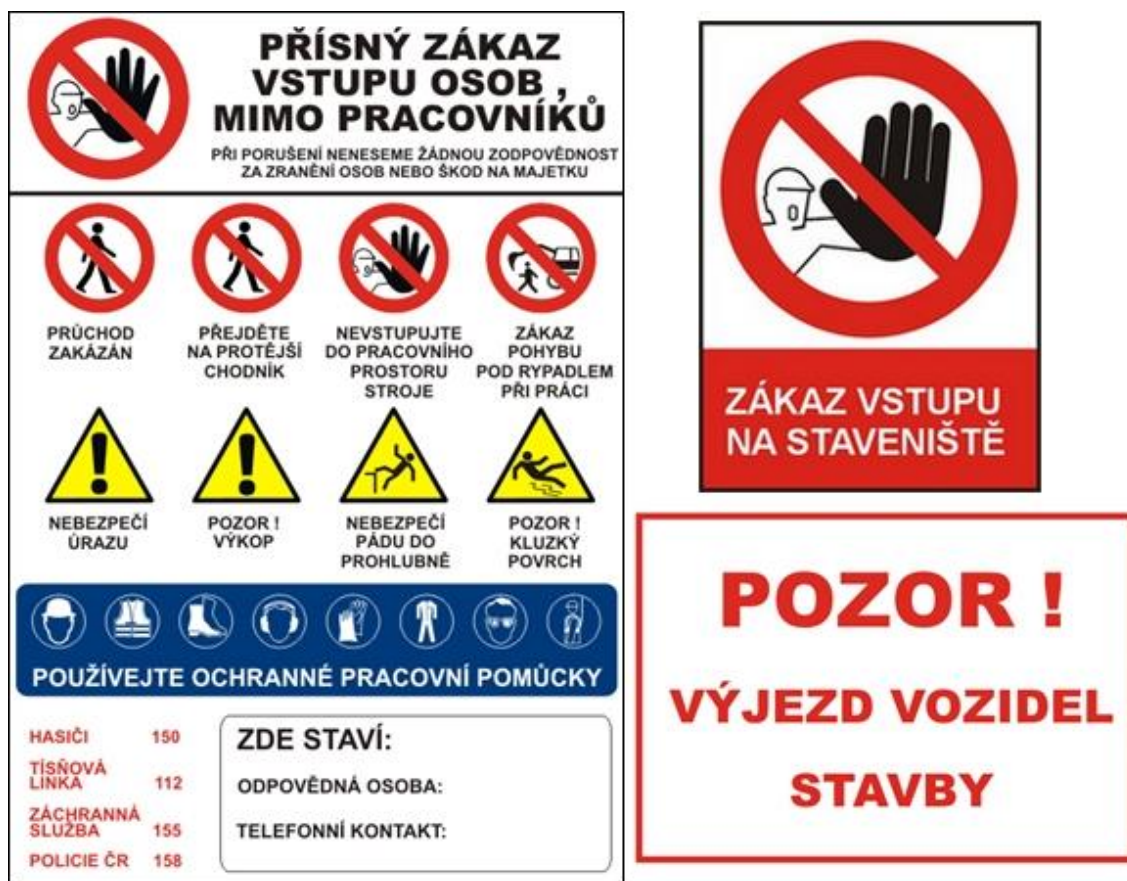 PŘÍSNÝ ZÁKAZ
VSTUPU OSOB ,
MIMO PRACOVNÍKŮ
PŘI PORUŠENÍ NENESEME ŽÁDNOU ZODPOVĚDNOST
ZA ZRANĚNÍ OSOB NEBO ŠKOD NA MAJETKU
PRŮCHOD
ZAKÁZÁN
PŘEJDĚTE
NA PROTĚJŠÍ
CHODNÍK
NEVSTUPUJTE
DO PRACOVNÍHO
PROSTORU
STROJE
ZÁKAZ
POHYBU
POD RYPADLEM
PŘI PRÁCI
NEBEZPEČÍ
ÚRAZU
POZOR !
VÝKOP
NEBEZPEČÍ
PÁDU DO
PROHLUBNĚ
POZOR !
KLUZKÝ
POVRCH
POUŽÍVEJTE OCHRANNÉ PRACOVNÍ POMŮCKY
HASIČI 150
TÍSŇOVÁ
LINKA 112
ZÁCHRANNÁ
SLUŽBA 155
POLICIE ČR 158
ZDE STAVÍ:
ODPOVĚDNÁ OSOBA:
TELEFONNÍ KONTAKT:
ZÁKAZ VSTUPU
NA STAVENIŠTĚ
POZOR !
VÝJEZD VOZIDEL
STAVBY